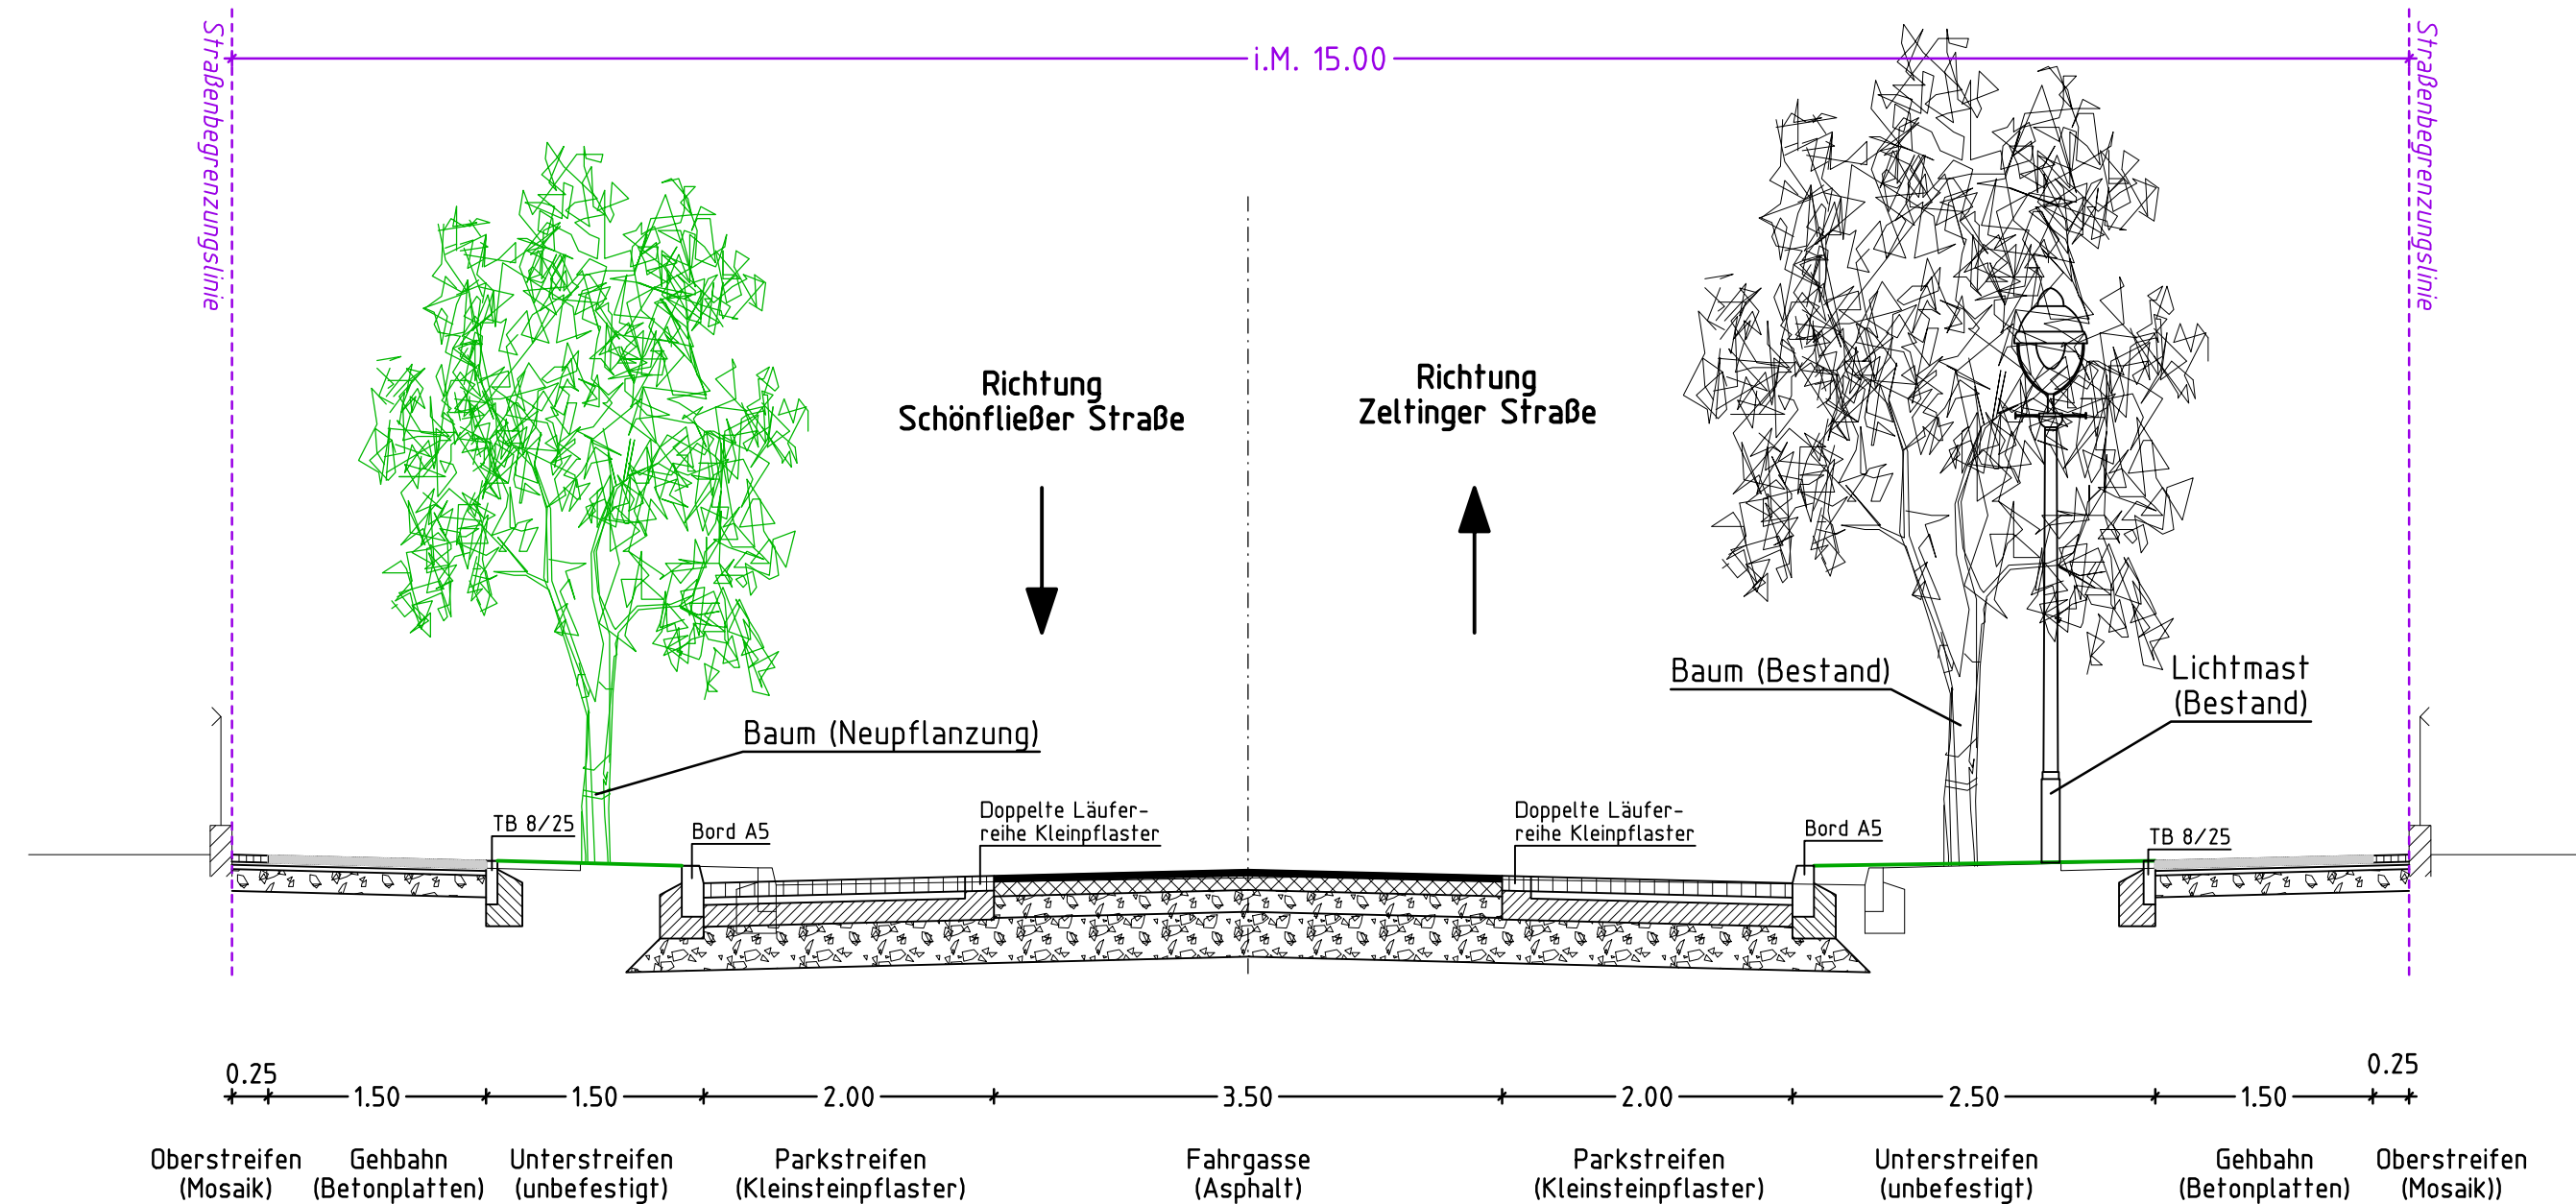 i.M. 15.00
Straßenbegrenzungslinie
Straßenbegrenzungslinie
Richtung
Schönfließer Straße
Richtung
Zeltinger Straße
Baum (Neupflanzung)
Baum (Bestand)
Lichtmast
(Bestand)
TB 8/25
Bord A5
Doppelte Läufer-
reihe Kleinpflaster
Doppelte Läufer-
reihe Kleinpflaster
Bord A5
TB 8/25
0.25
1.50
1.50
2.00
3.50
2.00
2.50
1.50
0.25
Oberstreifen
(Mosaik)
Gehbahn
(Betonplatten)
Unterstreifen
(unbefestigt)
Parkstreifen
(Kleinsteinpflaster)
Fahrgasse
(Asphalt)
Parkstreifen
(Kleinsteinpflaster)
Unterstreifen
(unbefestigt)
Gehbahn
(Betonplatten)
Oberstreifen
(Mosaik))